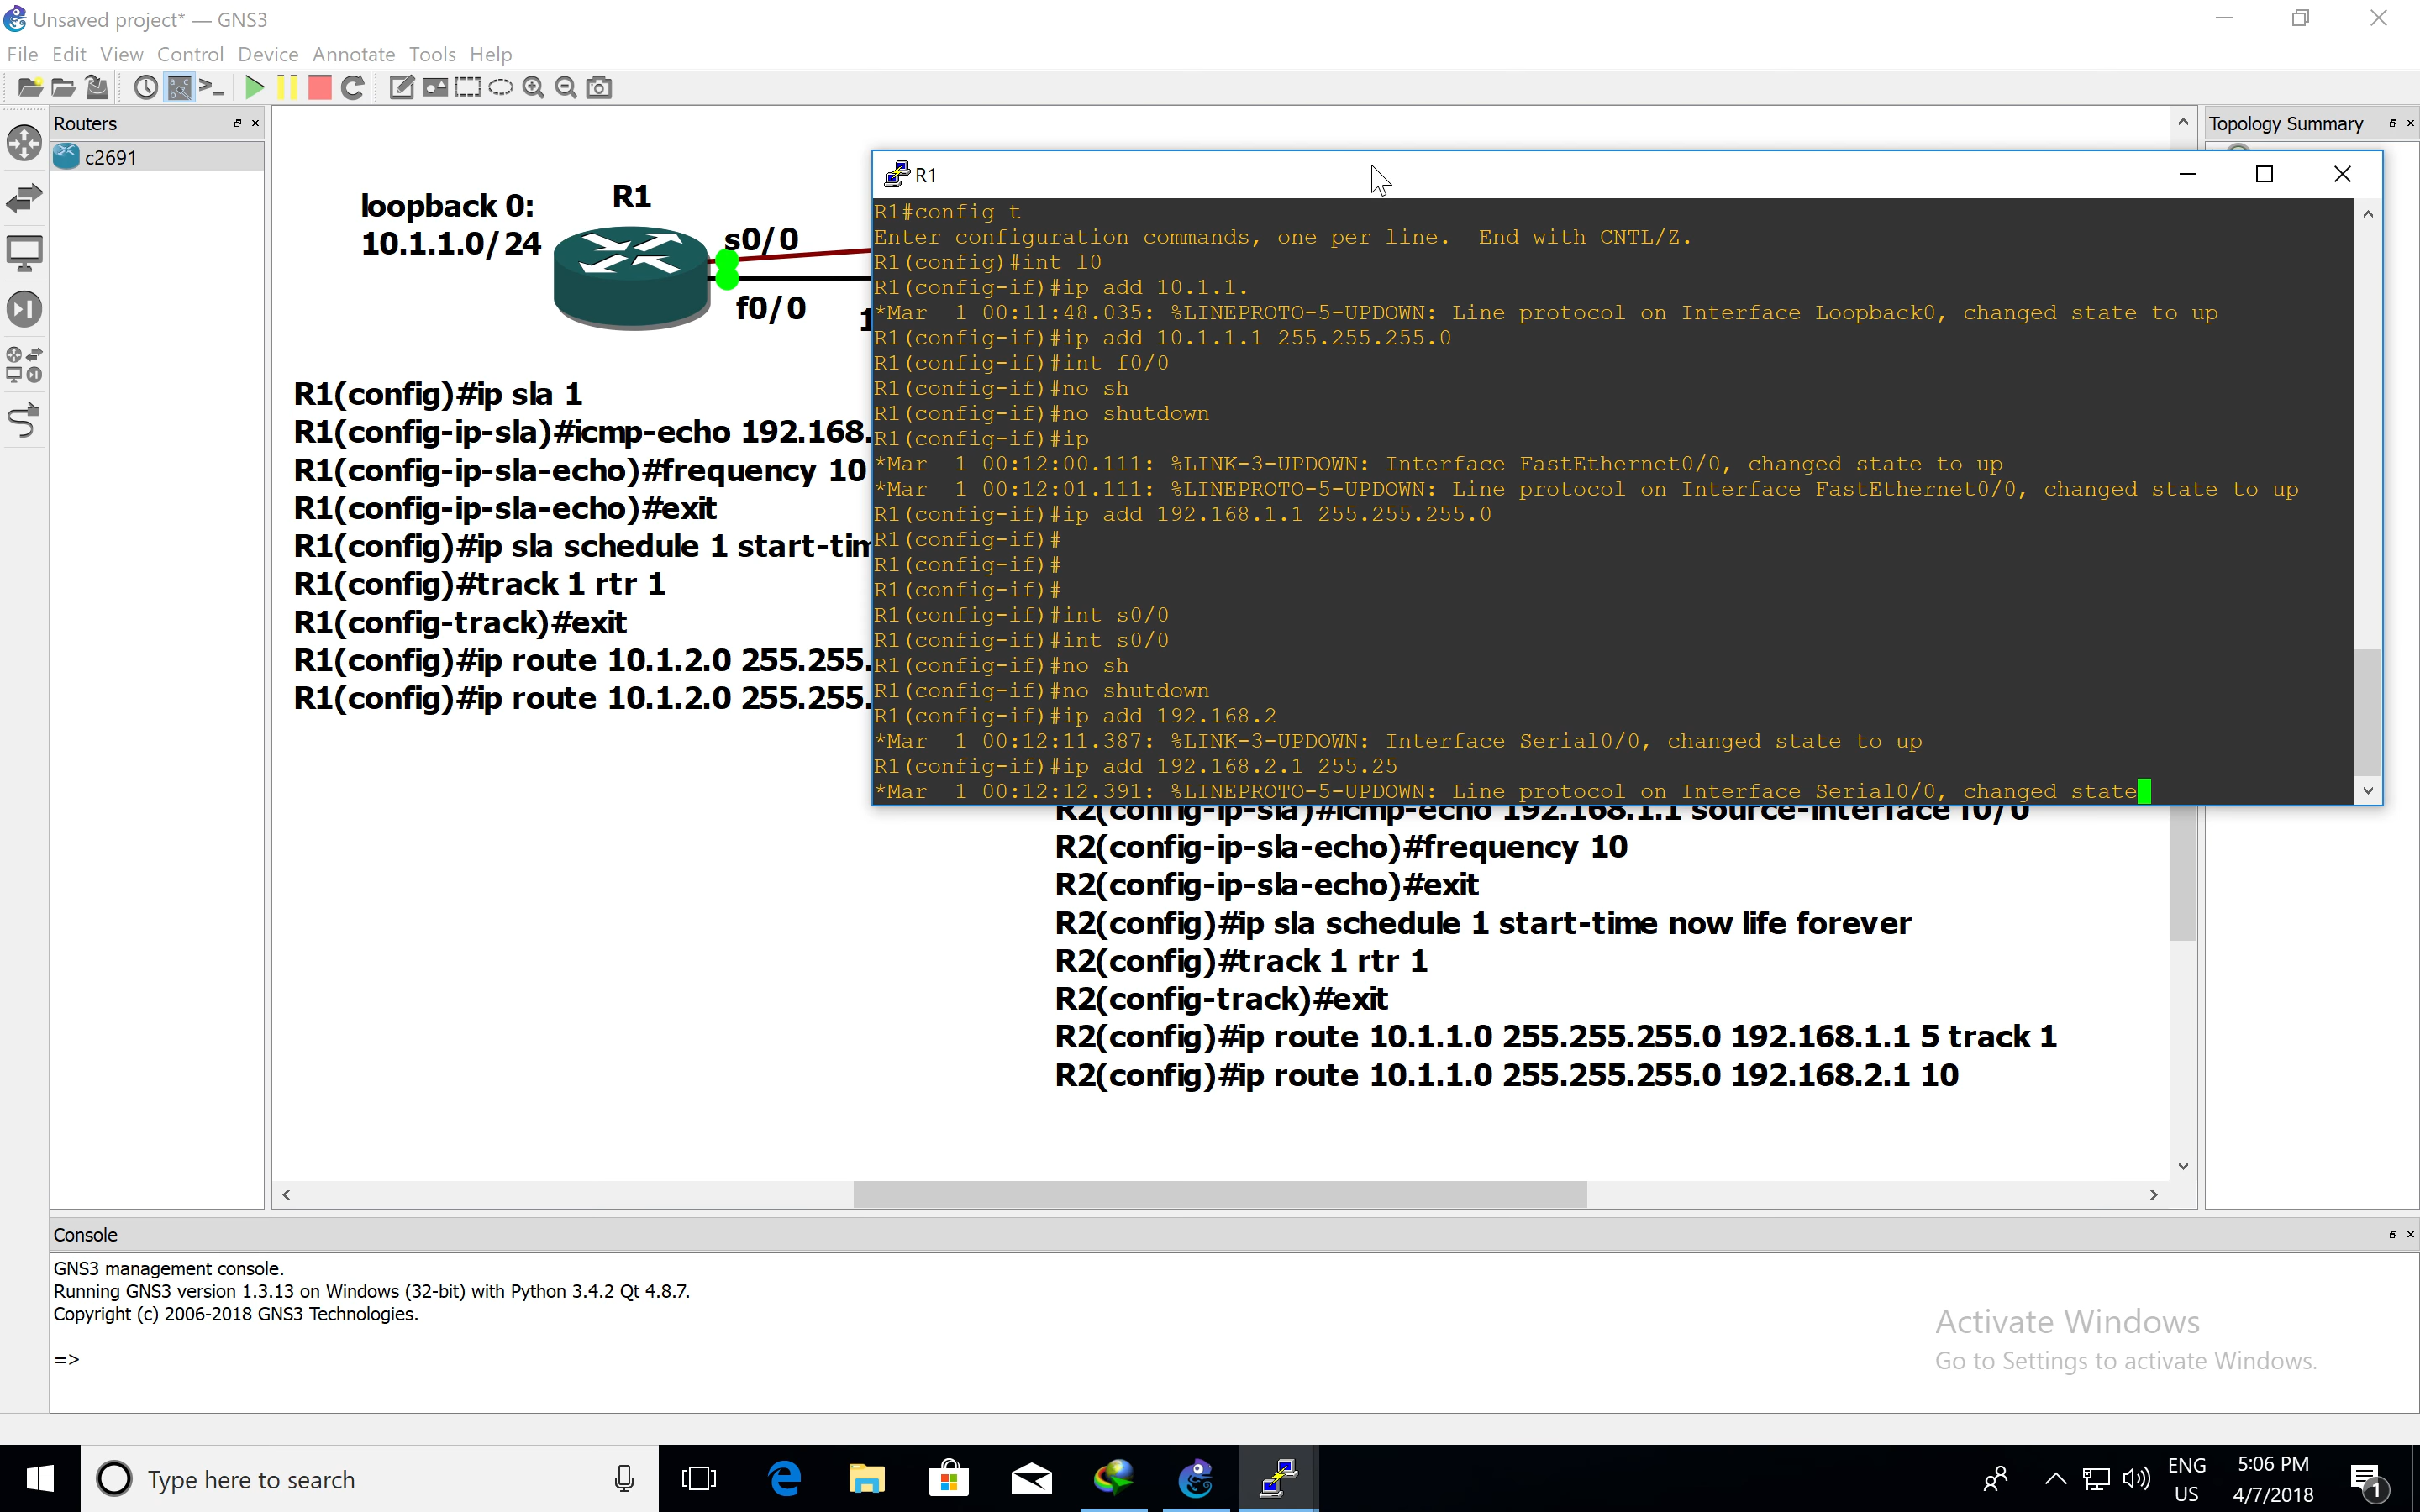 Unsaved project* — GNS3
File Edit View Control Device Annotate Tools Help
Routers
c2691
Topology Summary
loopback 0:
10.1.1.0/24
R1
s0/0
f0/0
1
R1(config)#ip sla 1
R1(config-ip-sla)#icmp-echo 192.168.
R1(config-ip-sla-echo)#frequency 10
R1(config-ip-sla-echo)#exit
R1(config)#ip sla schedule 1 start-tim
R1(config)#track 1 rtr 1
R1(config-track)#exit
R1(config)#ip route 10.1.2.0 255.255.
R1(config)#ip route 10.1.2.0 255.255.
R1
R1#config t
Enter configuration commands, one per line.  End with CNTL/Z.
R1(config)#int l0
R1(config-if)#ip add 10.1.1.
*Mar  1 00:11:48.035: %LINEPROTO-5-UPDOWN: Line protocol on Interface Loopback0, changed state to up
R1(config-if)#ip add 10.1.1.1 255.255.255.0
R1(config-if)#int f0/0
R1(config-if)#no sh
R1(config-if)#no shutdown
R1(config-if)#ip
*Mar  1 00:12:00.111: %LINK-3-UPDOWN: Interface FastEthernet0/0, changed state to up
*Mar  1 00:12:01.111: %LINEPROTO-5-UPDOWN: Line protocol on Interface FastEthernet0/0, changed state to up
R1(config-if)#ip add 192.168.1.1 255.255.255.0
R1(config-if)#
R1(config-if)#
R1(config-if)#
R1(config-if)#int s0/0
R1(config-if)#int s0/0
R1(config-if)#no sh
R1(config-if)#no shutdown
R1(config-if)#ip add 192.168.2
*Mar  1 00:12:11.387: %LINK-3-UPDOWN: Interface Serial0/0, changed state to up
R1(config-if)#ip add 192.168.2.1 255.25
*Mar  1 00:12:12.391: %LINEPROTO-5-UPDOWN: Line protocol on Interface Serial0/0, changed state
R2(config-ip-sla)#icmp-echo 192.168.1.1 source-interface f0/0
R2(config-ip-sla-echo)#frequency 10
R2(config-ip-sla-echo)#exit
R2(config)#ip sla schedule 1 start-time now life forever
R2(config)#track 1 rtr 1
R2(config-track)#exit
R2(config)#ip route 10.1.1.0 255.255.255.0 192.168.1.1 5 track 1
R2(config)#ip route 10.1.1.0 255.255.255.0 192.168.2.1 10
Console
GNS3 management console.
Running GNS3 version 1.3.13 on Windows (32-bit) with Python 3.4.2 Qt 4.8.7.
Copyright (c) 2006-2018 GNS3 Technologies.
=>
Activate Windows
Go to Settings to activate Windows.
Type here to search
ENG
US
5:06 PM
4/7/2018
1